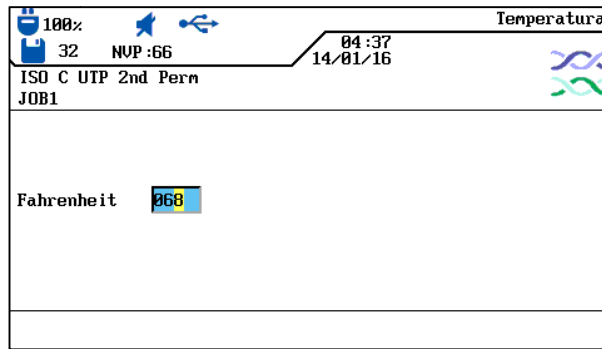 100% Temperatura
32 NVP:66 04:37
14/01/16
ISO C UTP 2nd Perm
JOB1
Fahrenheit 068